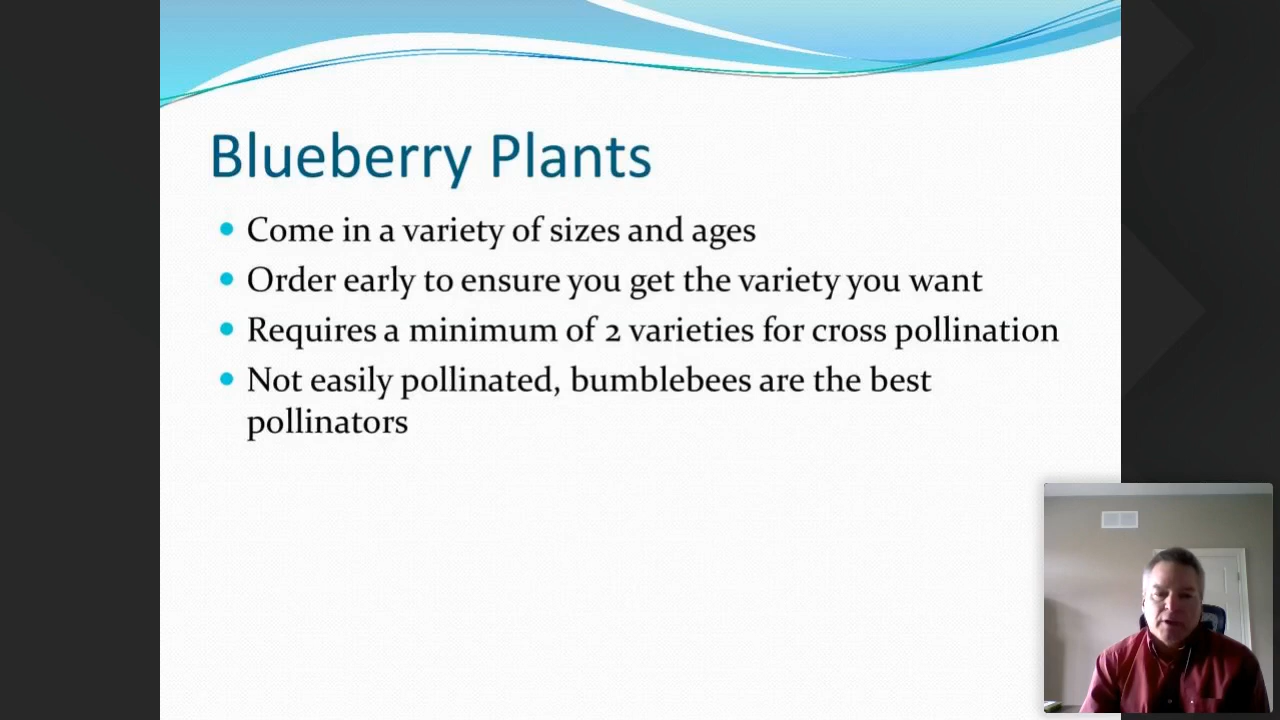 Blueberry Plants
Come in a variety of sizes and ages
Order early to ensure you get the variety you want
Requires a minimum of 2 varieties for cross pollination
Not easily pollinated, bumblebees are the best
pollinators